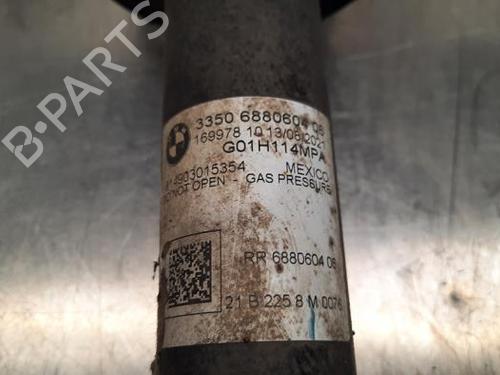 B-PARTS
3350 6880604 06
169978 10 13/08/2021
G01H114MPA
814903015354 MEXICO
DO NOT OPEN - GAS PRESSURE
RR 6880604 06
21 B 225 8 M 0076